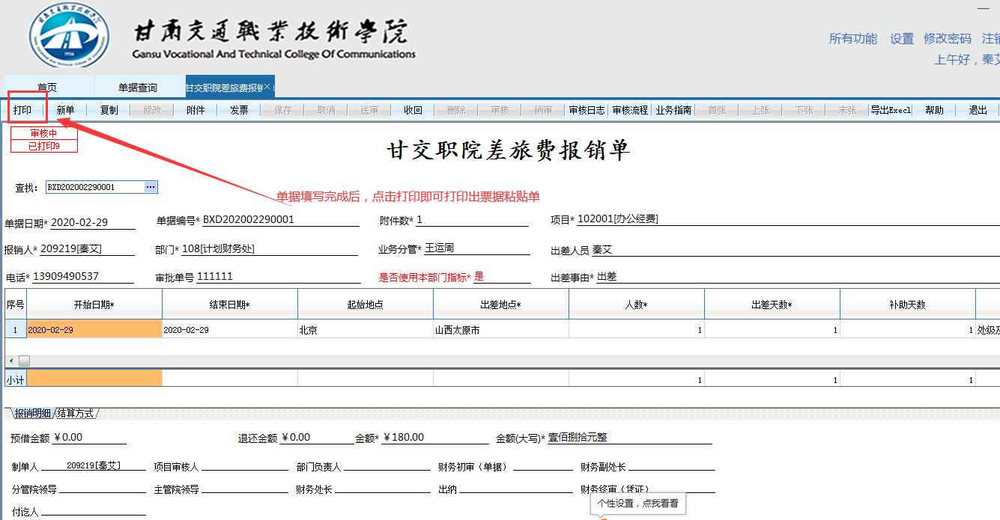 甘肃交通職業技術學院
Gansu Vocational And Technical College Of Communications
所有功能 设置 修改密码 注销
上午好，秦艾
首页 单据查询 甘交职院差旅费报销
打印 新单 复制 修改 附件 发票 保存 取消 送审 收回 删除 审核 销审 审核日志 审核流程 业务指南 首张 上张 下张 末张 导出Execl 帮助 退出
审核中
已打印9
甘交职院差旅费报销单
查找： BXD202002290001 ...
单据填写完成后，点击打印即可打印出票据粘贴单
单据日期* 2020-02-29 单据编号* BXD202002290001 附件数* 1 项目* 102001[办公经费]
报销人* 209219[秦艾] 部门* 108[计划财务处] 业务分管* 王运周 出差人员 秦艾
电话* 13909490537 审批单号 111111 是否使用本部门指标* 是 出差事由* 出差
序号 开始日期* 结束日期* 起始地点 出差地点* 人数* 出差天数* 补助天数
1 2020-02-29 2020-02-29 北京 山西太原市 1 1 1 处级及
小计 1 1 1
报销明细 结算方式
预借金额 ￥0.00 退还金额 ￥0.00 金额* ￥180.00 金额(大写)* 壹佰捌拾元整
制单人 209219[秦艾] 项目审核人 部门负责人 财务初审（单据） 财务副处长
分管院领导 主管院领导 财务处长 出纳 财务终审（凭证）
付讫人
个性设置，点我看看